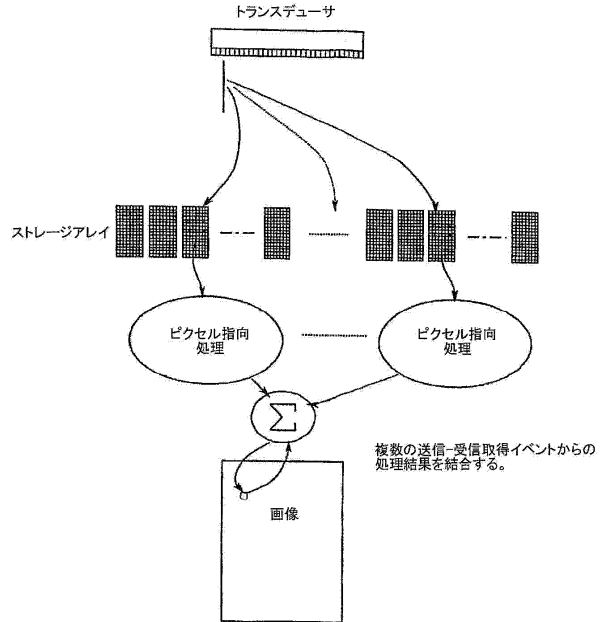 トランスデューサ
ストレージアレイ
ピクセル指向
処理
ピクセル指向
処理
Σ
複数の送信-受信取得イベントからの
処理結果を結合する。
画像